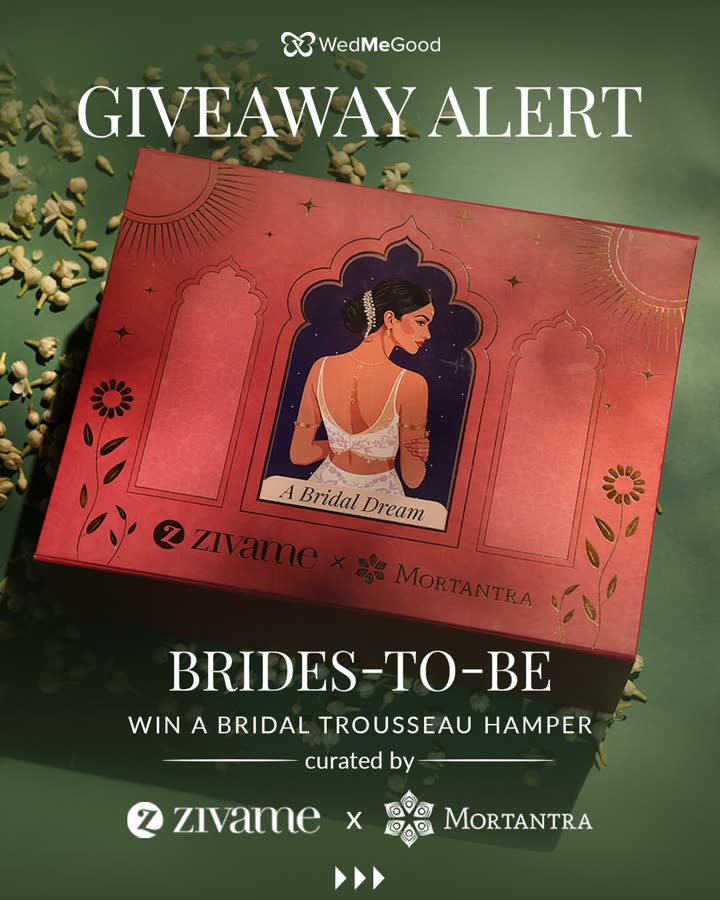 WedMeGood
GIVEAWAY ALERT
A Bridal Dream
zivame × MORTANTRA
BRIDES-TO-BE
WIN A BRIDAL TROUSSEAU HAMPER
curated by
zivame x MORTANTRA